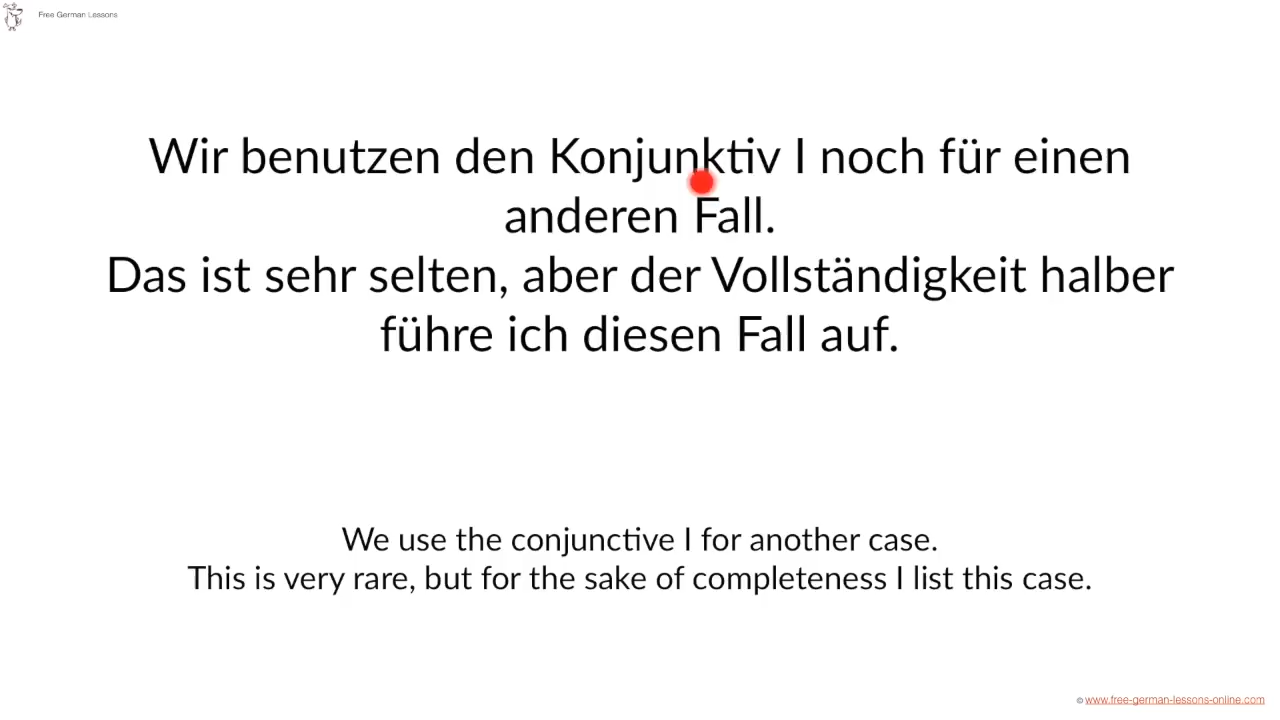 Free German Lessons
Wir benutzen den Konjunktiv I noch für einen
anderen Fall.
Das ist sehr selten, aber der Vollständigkeit halber
führe ich diesen Fall auf.
We use the conjunctive I for another case.
This is very rare, but for the sake of completeness I list this case.
© www.free-german-lessons-online.com